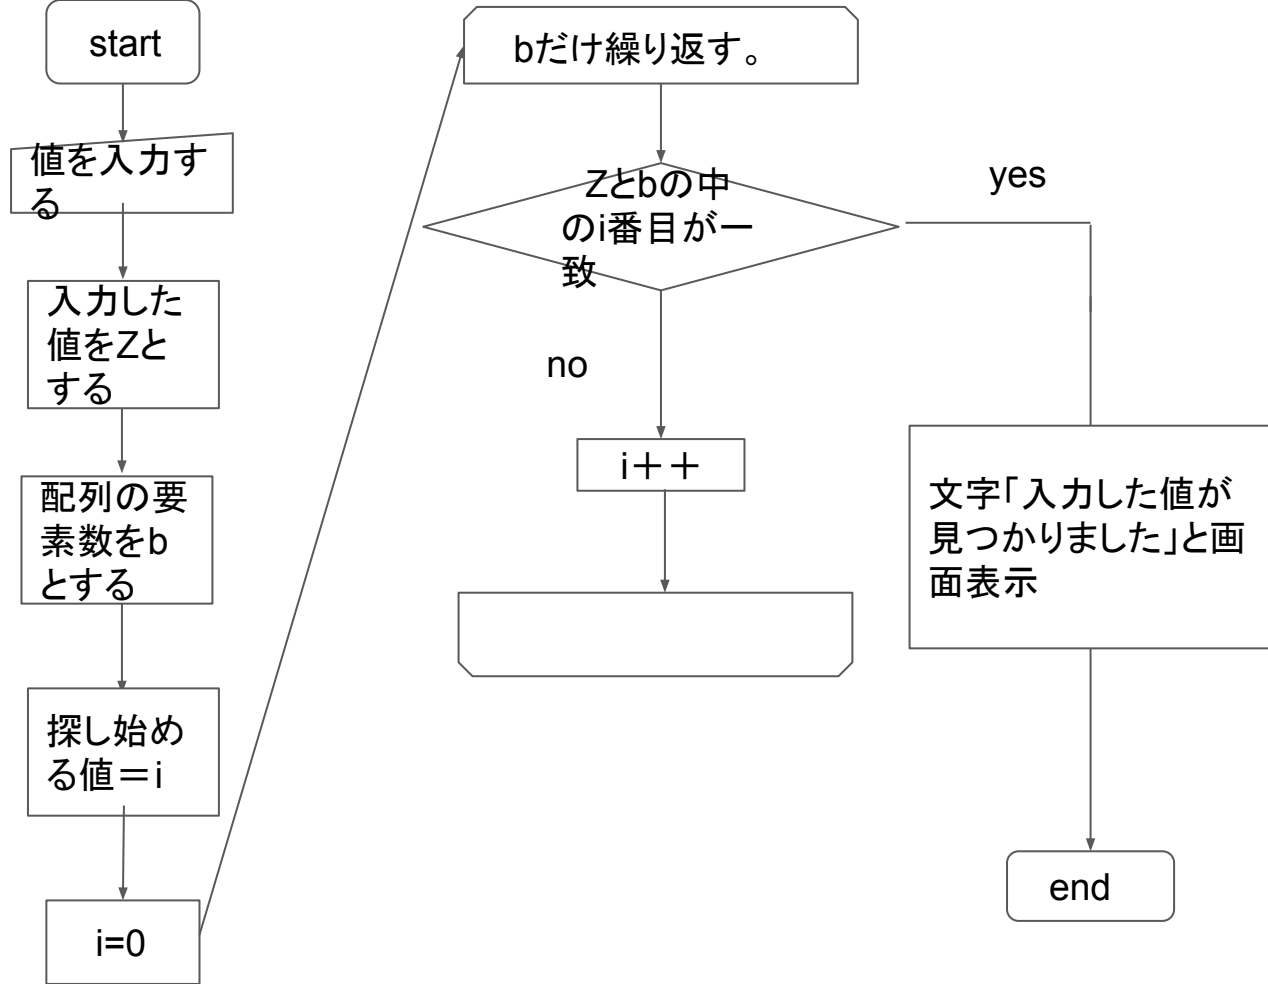 start
値を入力す
る
入力した
値をZと
する
配列の要
素数をb
とする
探し始め
る値＝i
i=0
bだけ繰り返す。
Zとbの中
のi番目が一
致
yes
no
i＋＋
文字「入力した値が
見つかりました」と画
面表示
end